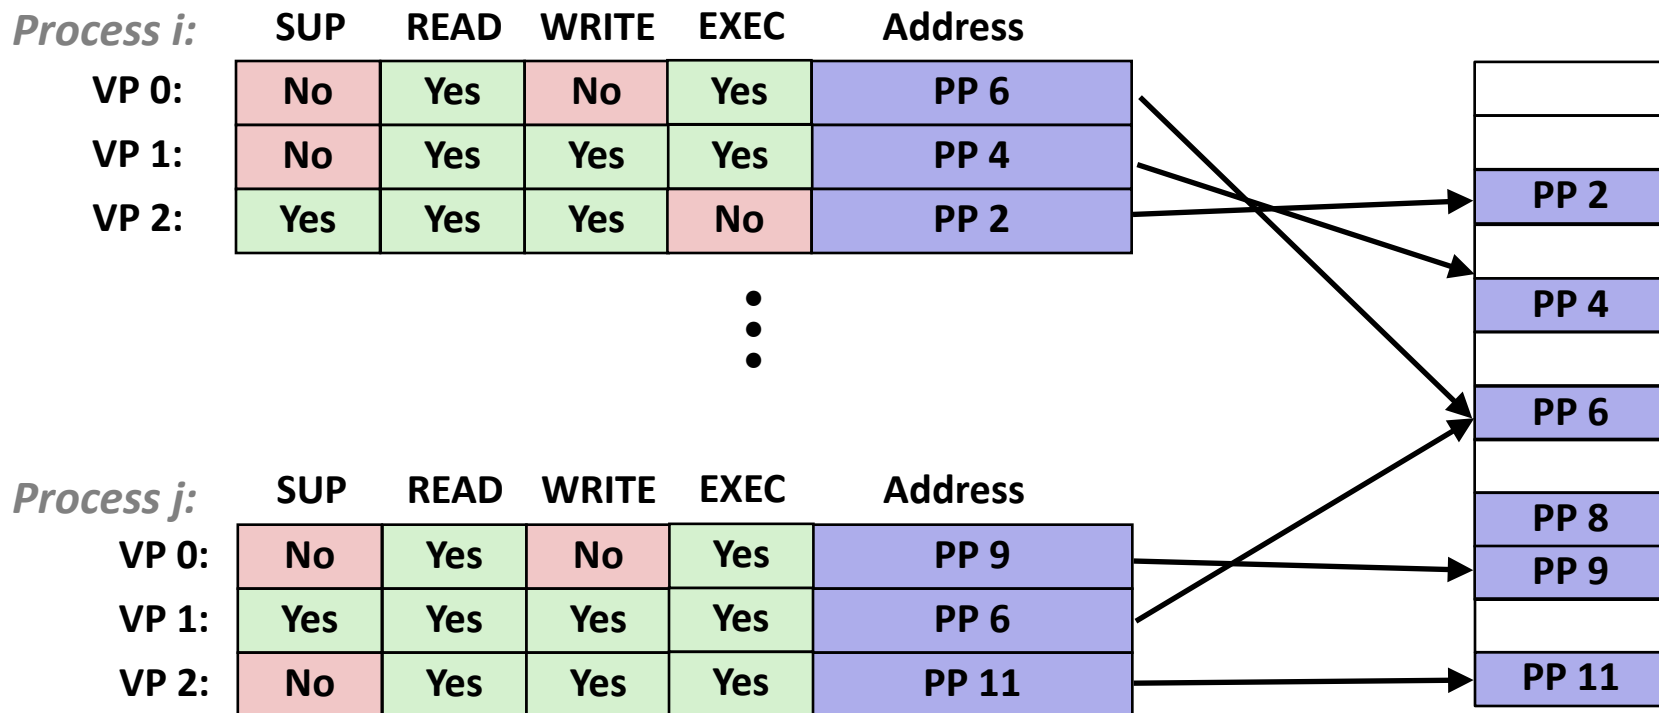 Process i: SUP READ WRITE EXEC Address
VP 0: No Yes No Yes PP 6
VP 1: No Yes Yes Yes PP 4
VP 2: Yes Yes Yes No PP 2
Process j: SUP READ WRITE EXEC Address
VP 0: No Yes No Yes PP 9
VP 1: Yes Yes Yes Yes PP 6
VP 2: No Yes Yes Yes PP 11
PP 2
PP 4
PP 6
PP 8
PP 9
PP 11